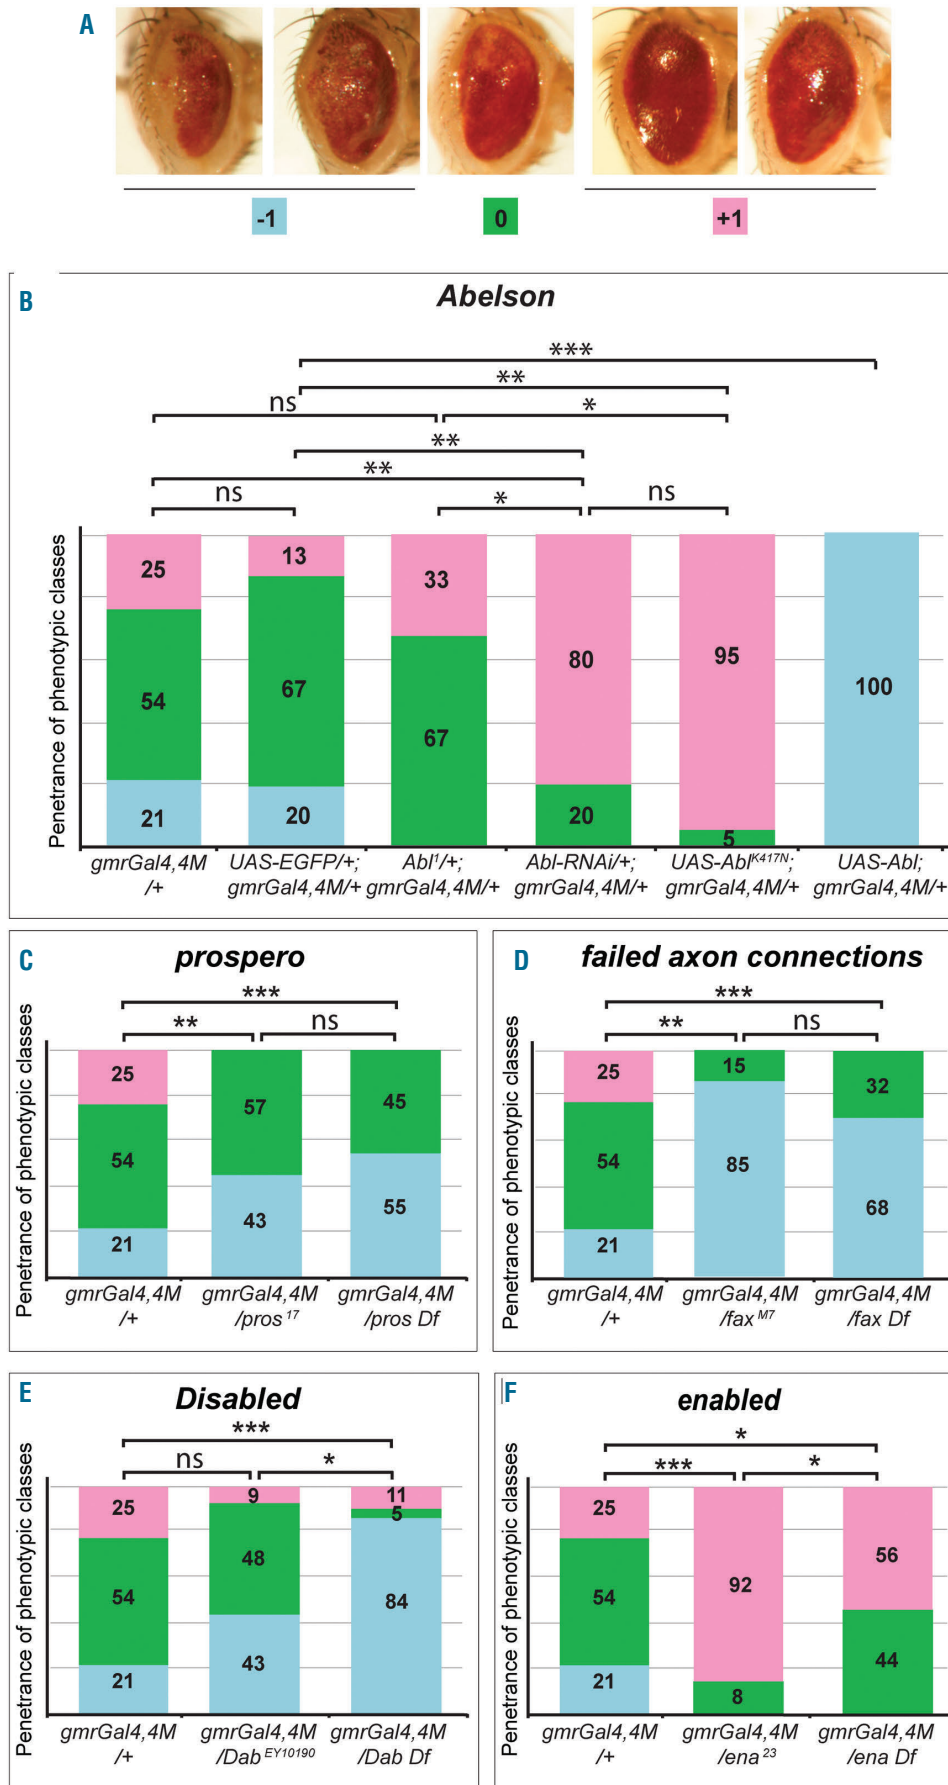 A
-1 0 +1
B
Abelson
***
**
ns *
**
**
ns * ns
Penetrance of phenotypic classes
25 13 33 80 95 100
54 67 67 20 5
21 20
gmrGal4,4M UAS-EGFP/+; Abl¹/+; Abl-RNAi/+; UAS-Abl^K417N; UAS-Abl;
/+ gmrGal4,4M/+ gmrGal4,4M/+ gmrGal4,4M/+ gmrGal4,4M/+ gmrGal4,4M/+
C
prospero
***
** ns
Penetrance of phenotypic classes
25 57 45
54 43 55
21
gmrGal4,4M gmrGal4,4M gmrGal4,4M
/+ /pros¹⁷ /pros Df
D
failed axon connections
***
** ns
Penetrance of phenotypic classes
25 15 32
54 85 68
21
gmrGal4,4M gmrGal4,4M gmrGal4,4M
/+ /fax^M7 /fax Df
E
Disabled
***
ns *
Penetrance of phenotypic classes
25 9 11
54 48 5
21 43 84
gmrGal4,4M gmrGal4,4M gmrGal4,4M
/+ /Dab^EY10190 /Dab Df
F
enabled
*
*** *
Penetrance of phenotypic classes
25 92 56
54 8 44
21
gmrGal4,4M gmrGal4,4M gmrGal4,4M
/+ /ena²³ /ena Df